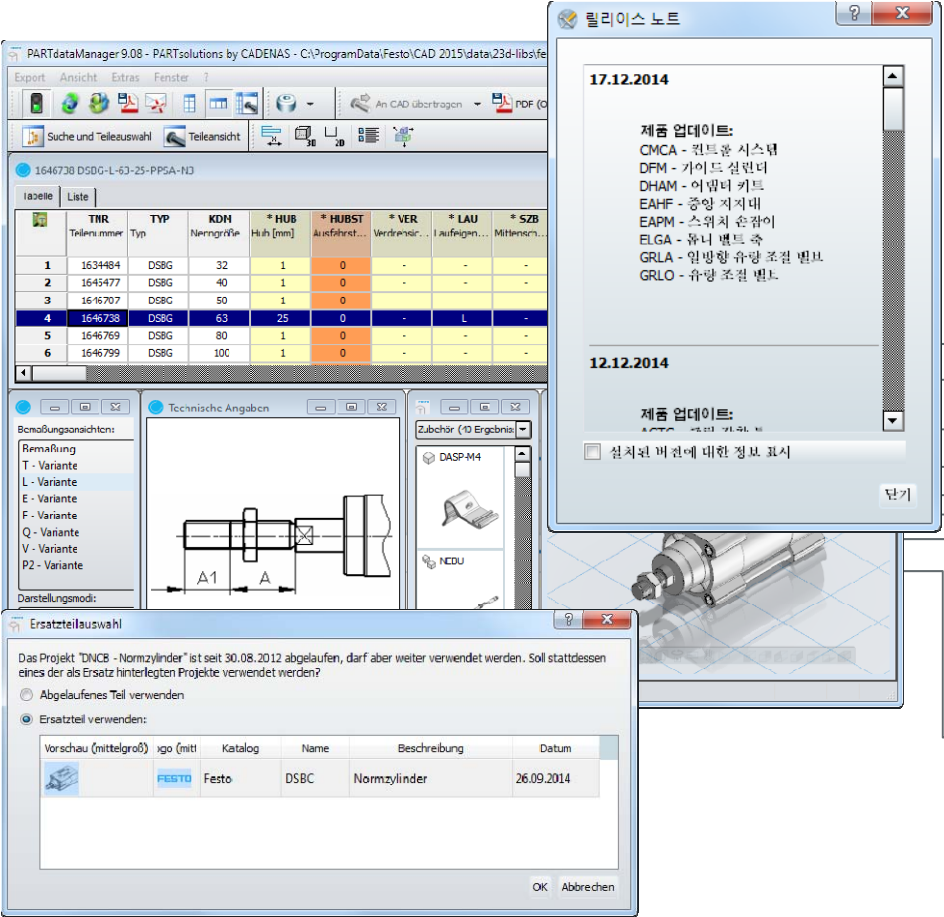 PARTdataManager 9.08 - PARTsolutions by CADENAS - C:\ProgramData\Festo\CAD 2015\data\23d-libs\fe
Export Ansicht Extras Fenster ?
An CAD übertragen PDF (
Suche und Teileauswahl Teileansicht 3D 2D
1646738 DSBG-L-63-25-PPSA-N3
Tabelle Liste
TNR TYP KDN * HUB * HUBST * VER * LAU * SZB
Teilenummer Typ Nenngröße Hub [mm] Ausfahrst... Verdrehsic... Laufeigen... Mittensch...
1 1634484 DSBG 32 1 0 - - -
2 1645477 DSBG 40 1 0 - - -
3 1646707 DSBG 50 1 0
4 1646738 DSBG 63 25 0 - L -
5 1646769 DSBG 80 1 0 - - -
6 1646799 DSBG 100 1 0 - - -
Bemaßungsansichten:
Bemaßung
T - Variante
L - Variante
E - Variante
F - Variante
Q - Variante
V - Variante
P2 - Variante
Darstellungsmodi:
Technische Angaben
A1 A
Zubehör (10 Ergebnis:
DASP-M4
릴리이스 노트
17.12.2014
제품 업데이트:
CMCA - 컨트롤 시스템
DFM - 가이드 실린더
DHAM - 어댑터 키트
EAHF - 중앙 지지대
EAPM - 스위치 손잡이
ELGA - 톱니 벨트 축
GRLA - 일방향 유량 조절 밸브
GRLO - 유량 조절 밸브
12.12.2014
제품 업데이트:
설치된 버전에 대한 정보 표시
닫기
Ersatzteilauswahl
Das Projekt "DNCB - Normzylinder" ist seit 30.08.2012 abgelaufen, darf aber weiter verwendet werden. Soll stattdessen
eines der als Ersatz hinterlegten Projekte verwendet werden?
Abgelaufenes Teil verwenden
Ersatzteil verwenden:
Vorschau (mittelgroß) ogo (mitt Katalog Name Beschreibung Datum
FESTO Festo DSBC Normzylinder 26.09.2014
OK Abbrechen